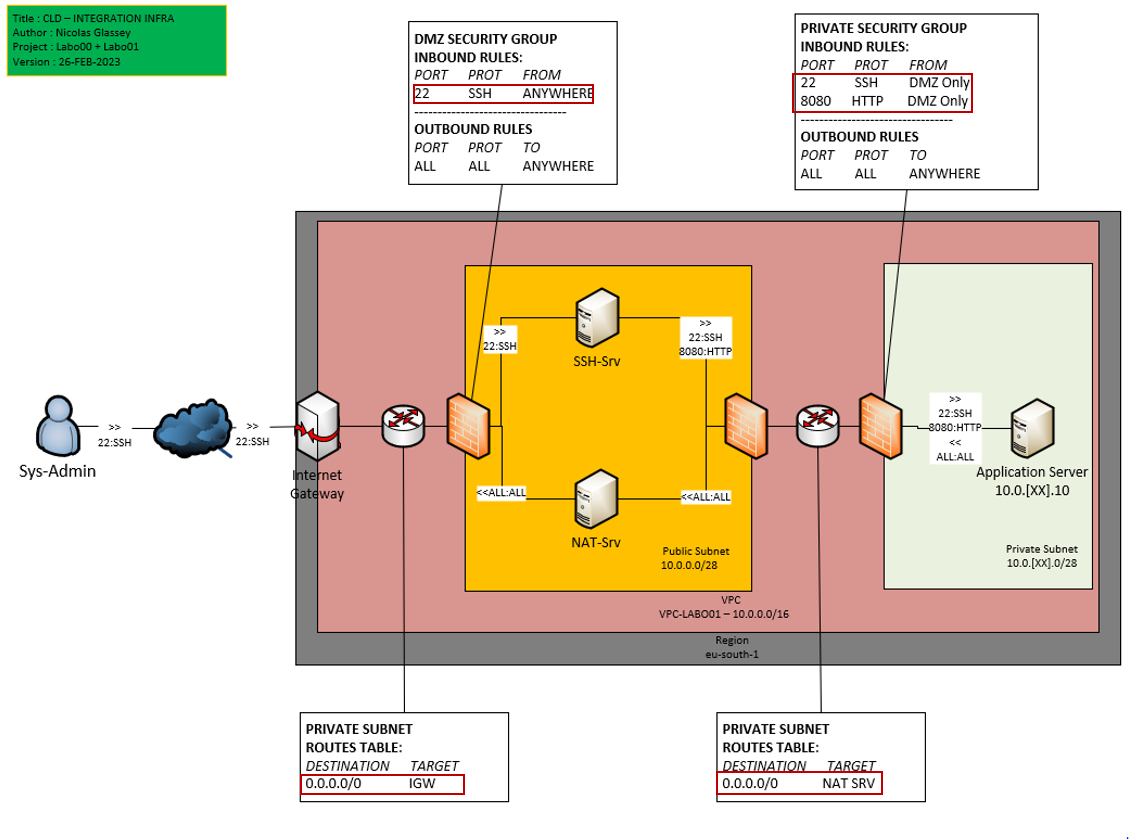 Title : CLD – INTEGRATION INFRA
Author : Nicolas Glassey
Project : Labo00 + Labo01
Version : 26-FEB-2023
DMZ SECURITY GROUP
INBOUND RULES:
PORT PROT FROM
22 SSH ANYWHERE
---------------------------------
OUTBOUND RULES
PORT PROT TO
ALL ALL ANYWHERE
PRIVATE SECURITY GROUP
INBOUND RULES:
PORT PROT FROM
22 SSH DMZ Only
8080 HTTP DMZ Only
---------------------------------
OUTBOUND RULES
PORT PROT TO
ALL ALL ANYWHERE
Sys-Admin
>>
22:SSH
>>
22:SSH
Internet
Gateway
>>
22:SSH
SSH-Srv
>>
22:SSH
8080:HTTP
<<ALL:ALL
NAT-Srv
<<ALL:ALL
Public Subnet
10.0.0.0/28
>>
22:SSH
8080:HTTP
<<
ALL:ALL
Application Server
10.0.[XX].10
Private Subnet
10.0.[XX].0/28
VPC
VPC-LABO01 – 10.0.0.0/16
Region
eu-south-1
PRIVATE SUBNET
ROUTES TABLE:
DESTINATION TARGET
0.0.0.0/0 IGW
PRIVATE SUBNET
ROUTES TABLE:
DESTINATION TARGET
0.0.0.0/0 NAT SRV